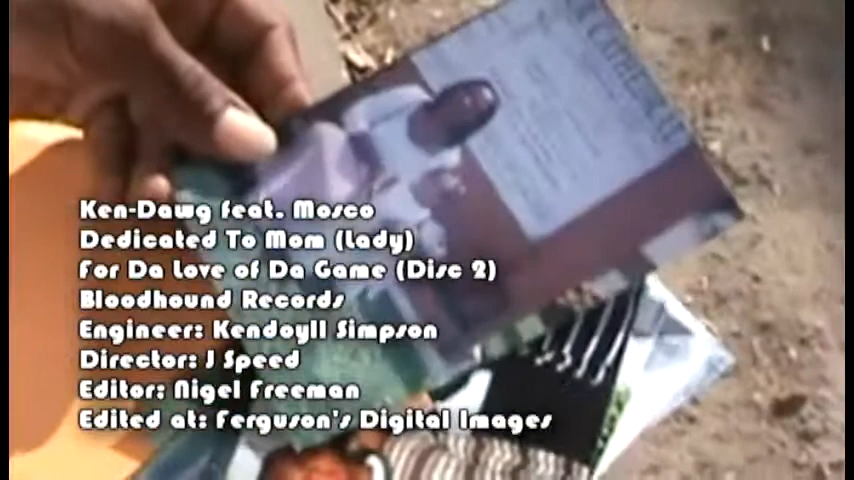 Ken-Dawg feat. Mosco
Dedicated To Mom (Lady)
For Da Love of Da Game (Disc 2)
Bloodhound Records
Engineer: Kendoyll Simpson
Director: J Speed
Editor: Nigel Freeman
Edited at: Ferguson's Digital Images